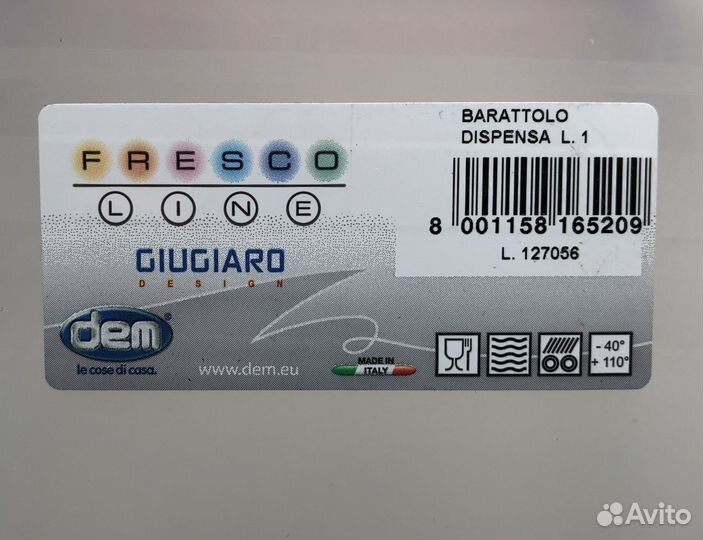 FRESCO
LINE
GIUGIARO
DESIGN
dem®
le cose di casa.
www.dem.eu
MADE IN
ITALY
BARATTOLO
DISPENSA L. 1
8 001158 165209
L. 127056
- 40°
+ 110°
Avito